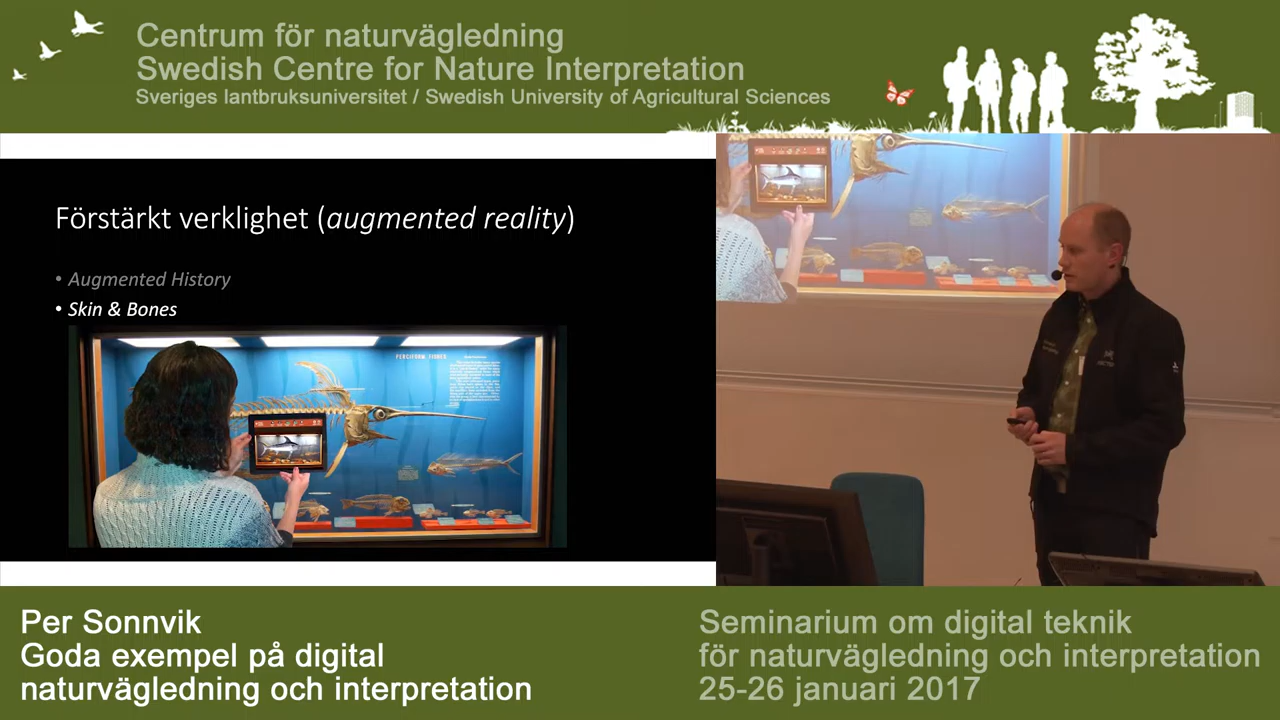 Centrum för naturvägledning
Swedish Centre for Nature Interpretation
Sveriges lantbruksuniversitet / Swedish University of Agricultural Sciences
Förstärkt verklighet (augmented reality)
• Augmented History
• Skin & Bones
PERCIFORM FISHES
Per Sonnvik
Goda exempel på digital
naturvägledning och interpretation
Seminarium om digital teknik
för naturvägledning och interpretation
25-26 januari 2017